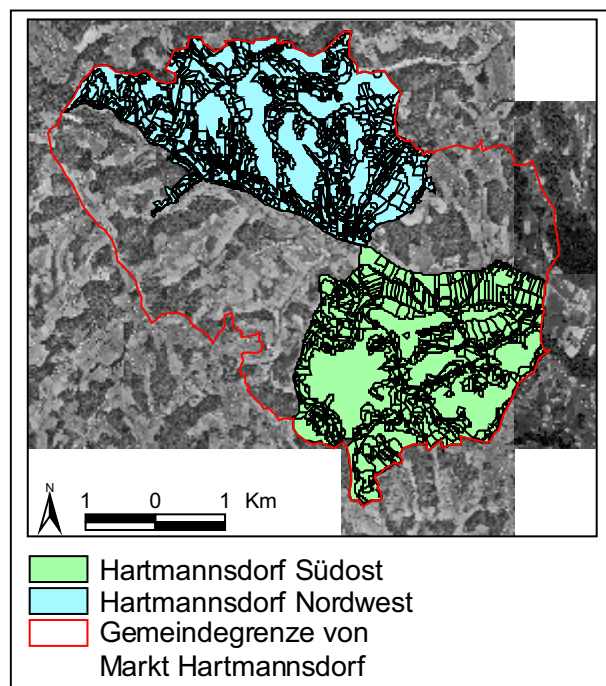 N
1 0 1 Km
Hartmannsdorf Südost
Hartmannsdorf Nordwest
Gemeindegrenze von
Markt Hartmannsdorf